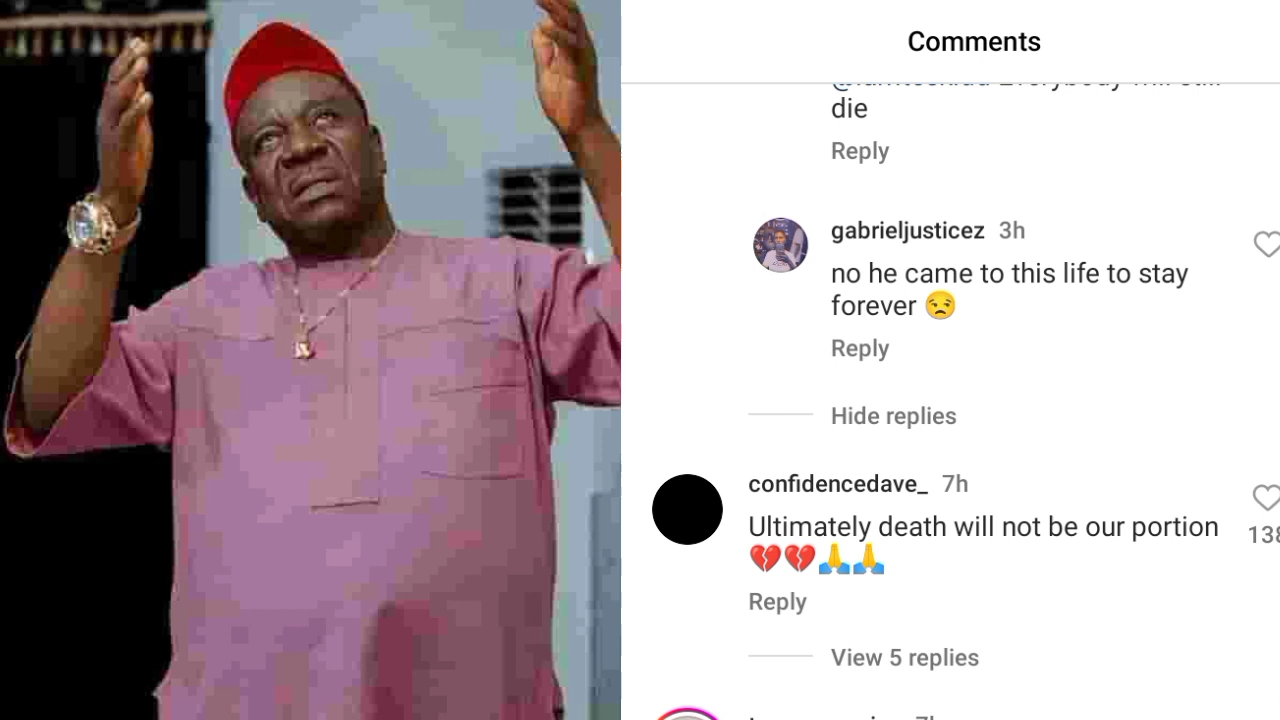 Comments
die
Reply
gabrieljusticez 3h
no he came to this life to stay
forever 😒
Reply
Hide replies
confidencedave_ 7h
138
Ultimately death will not be our portion
💔💔🙏🙏
Reply
View 5 replies